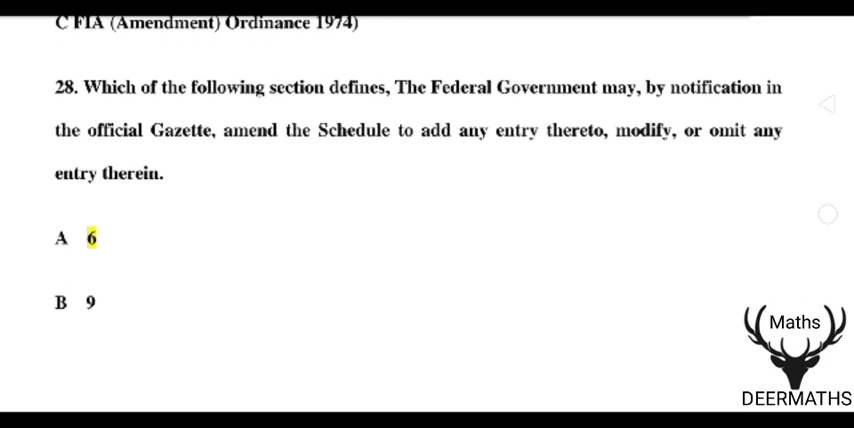 C FIA (Amendment) Ordinance 1974)
28. Which of the following section defines, The Federal Government may, by notification in
the official Gazette, amend the Schedule to add any entry thereto, modify, or omit any
entry therein.
A 6
B 9
Maths
DEERMATHS